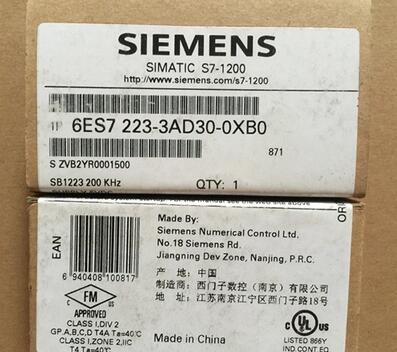 SIEMENS
SIMATIC S7-1200
http://www.siemens.com/s7-1200
1P 6ES7 223-3AD30-0XB0
871
S ZVB2YR0001500
SB1223 200 KHz
QTY: 1
Made By:
Siemens Numerical Control Ltd.
No.18 Siemens Rd.
Jiangning Dev Zone, Nanjing, P.R.C.
产 地: 中国
制造商: 西门子数控（南京）有限公司
地 址: 江苏南京江宁区西门子路18号
Made in China
EAN
6 940408 100817
FM
APPROVED
CLASS I,DIV 2
GP.A,B,C,D T4A Ta=40°C
CLASS I,ZONE 2,IIC
T4 Ta=40°C
c UL US
LISTED 866Y
IND CONT EQ
ORI